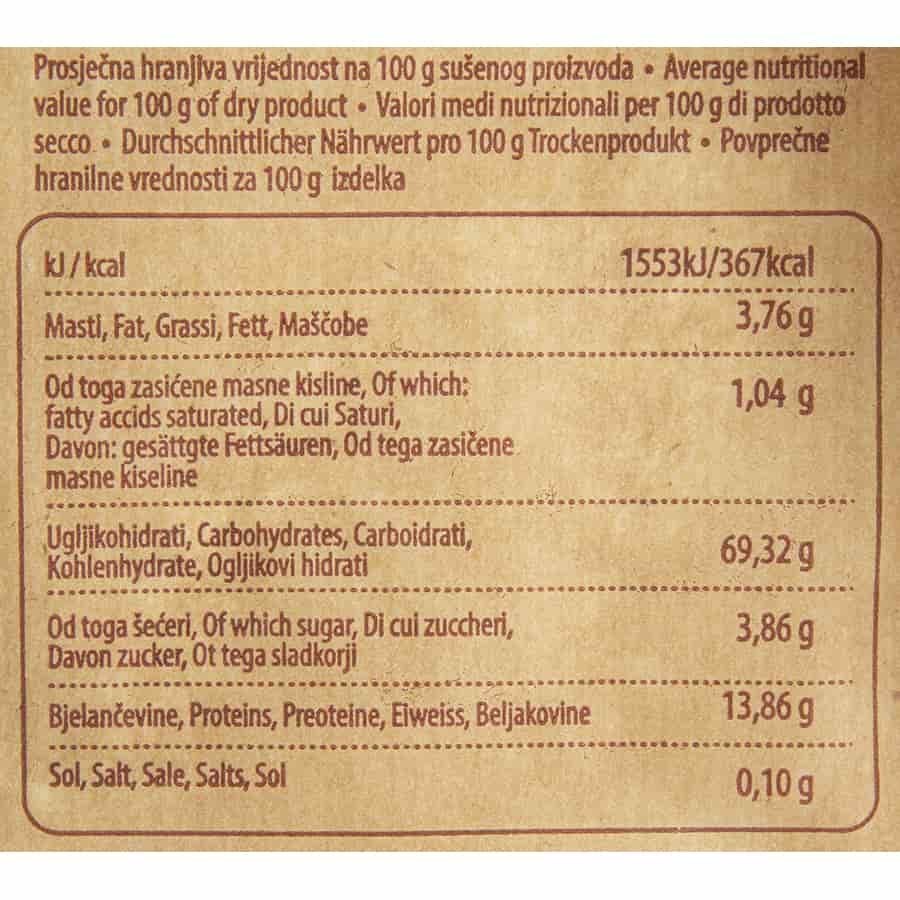 Prosječna hranjiva vrijednost na 100 g sušenog proizvoda • Average nutritional
value for 100 g of dry product • Valori medi nutrizionali per 100 g di prodotto
secco • Durchschnittlicher Nährwert pro 100 g Trockenprodukt • Povprečne
hranilne vrednosti za 100 g izdelka
kJ / kcal 1553kJ/367kcal
Masti, Fat, Grassi, Fett, Maščobe 3,76 g
Od toga zasićene masne kisline, Of which: 1,04 g
fatty accids saturated, Di cui Saturi,
Davon: gesättgte Fettsäuren, Od tega zasičene
masne kiseline
Ugljikohidrati, Carbohydrates, Carboidrati, 69,32 g
Kohlenhydrate, Ogljikovi hidrati
Od toga šećeri, Of which sugar, Di cui zuccheri, 3,86 g
Davon zucker, Ot tega sladkorji
Bjelančevine, Proteins, Preoteine, Eiweiss, Beljakovine 13,86 g
Sol, Salt, Sale, Salts, Sol 0,10 g